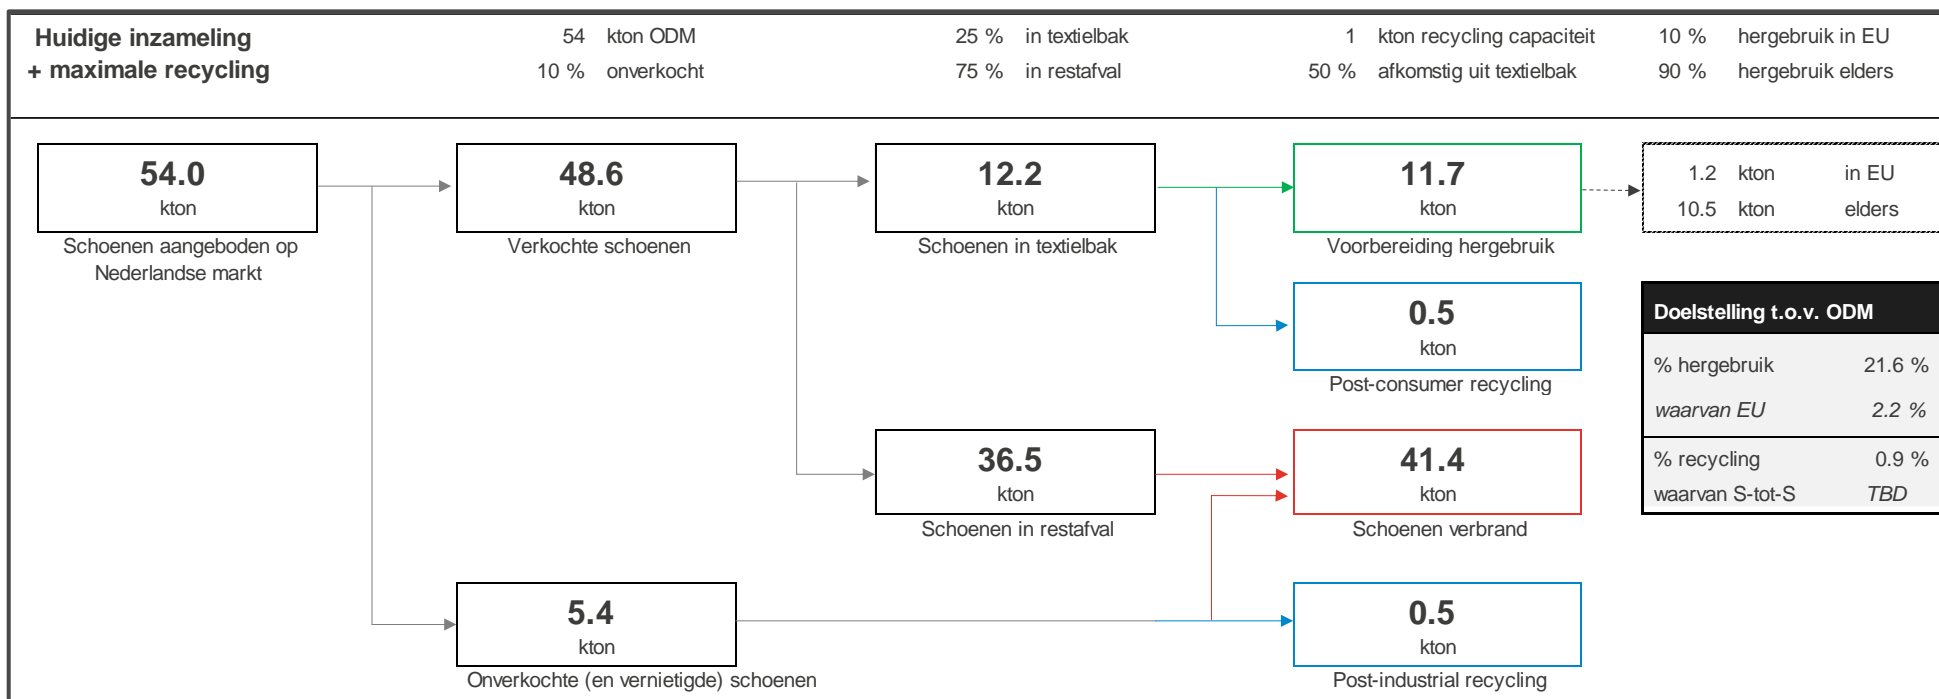 Huidige inzameling
+ maximale recycling
54 kton ODM
10 % onverkocht
25 % in textielbak
75 % in restafval
1 kton recycling capaciteit
50 % afkomstig uit textielbak
10 % hergebruik in EU
90 % hergebruik elders
54.0
kton
Schoenen aangeboden op
Nederlandse markt
48.6
kton
Verkochte schoenen
12.2
kton
Schoenen in textielbak
11.7
kton
Voorbereiding hergebruik
1.2 kton in EU
10.5 kton elders
0.5
kton
Post-consumer recycling
Doelstelling t.o.v. ODM
% hergebruik 21.6 %
waarvan EU 2.2 %
% recycling 0.9 %
waarvan S-tot-S TBD
36.5
kton
Schoenen in restafval
41.4
kton
Schoenen verbrand
5.4
kton
Onverkochte (en vernietigde) schoenen
0.5
kton
Post-industrial recycling